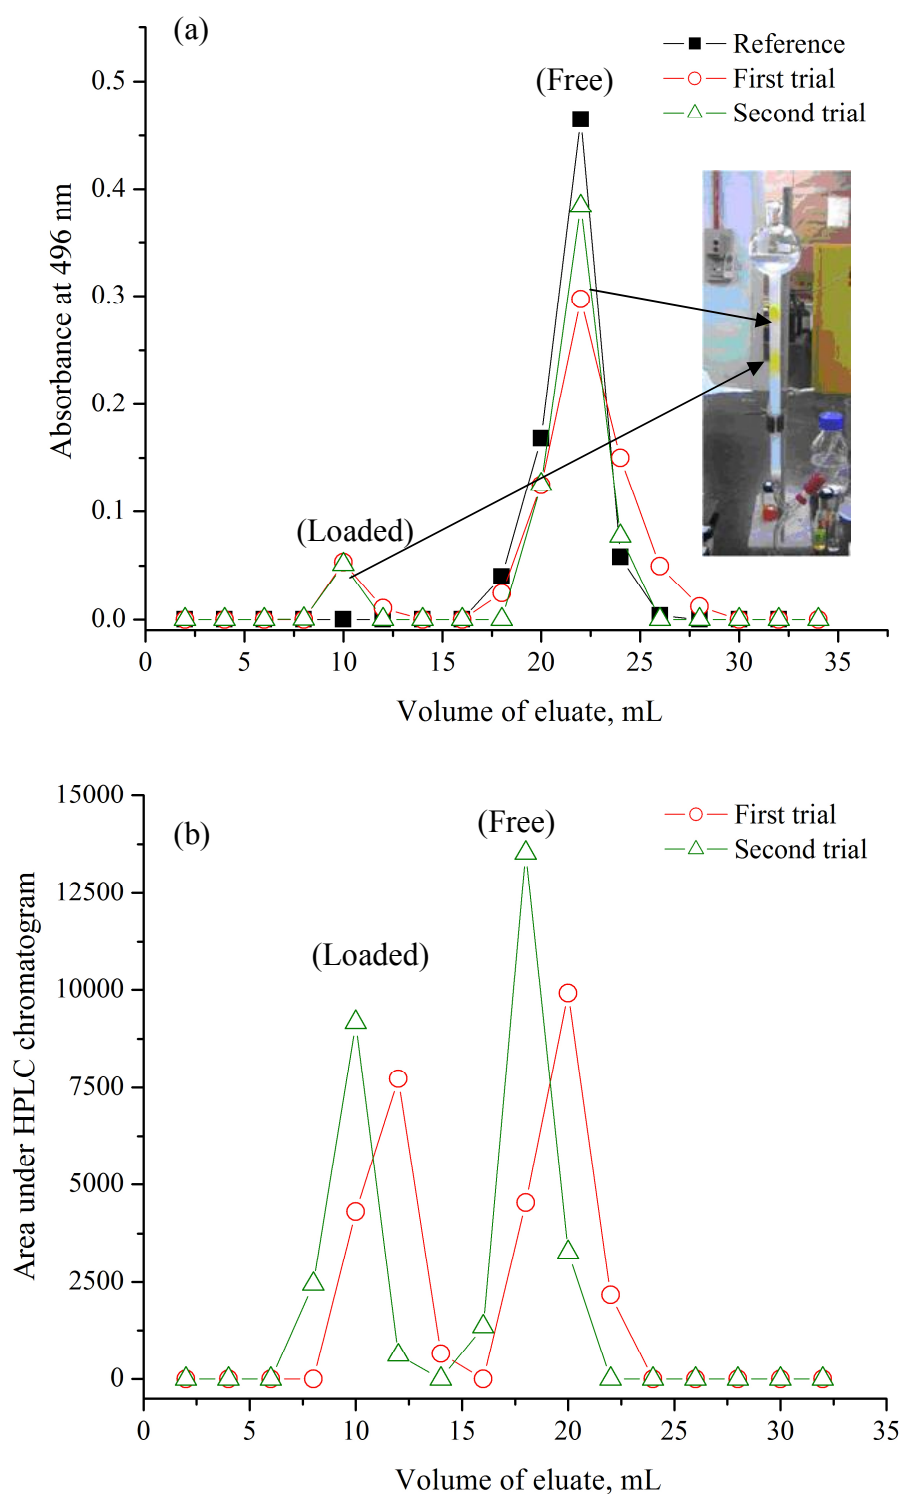 (a)
Reference
First trial
Second trial
(Free)
(Loaded)
0.5
0.4
0.3
0.2
0.1
0.0
Absorbance at 496 nm
0 5 10 15 20 25 30 35
Volume of eluate, mL
(b)
First trial
Second trial
(Free)
(Loaded)
15000
12500
10000
7500
5000
2500
0
Area under HPLC chromatogram
0 5 10 15 20 25 30 35
Volume of eluate, mL